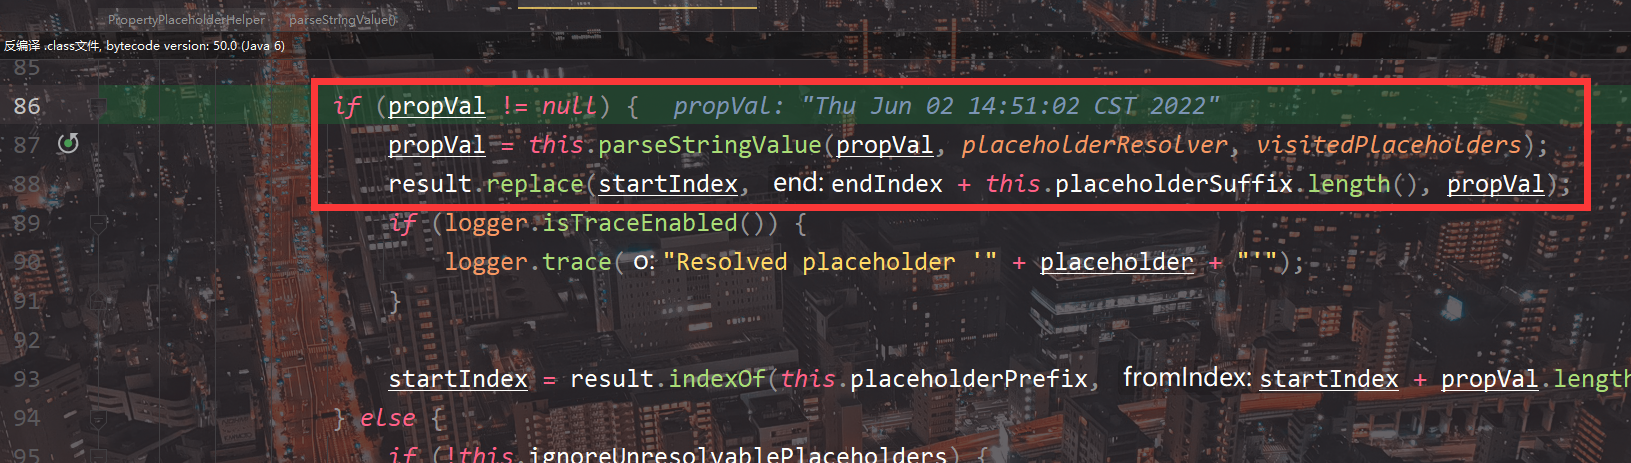 PropertyPlaceholderHelper parseStringValue()
反编译 .class文件, bytecode version: 50.0 (Java 6)
85
86 if (propVal != null) { propVal: "Thu Jun 02 14:51:02 CST 2022"
87 propVal = this.parseStringValue(propVal, placeholderResolver, visitedPlaceholders);
88 result.replace(startIndex, end: endIndex + this.placeholderSuffix.length(), propVal);
89 if (logger.isTraceEnabled()) {
90 logger.trace( o: "Resolved placeholder '" + placeholder + "'");
91 }
92
93 startIndex = result.indexOf(this.placeholderPrefix, fromIndex: startIndex + propVal.length
94 } else {
95 if (!this.ignoreUnresolvablePlaceholders) {